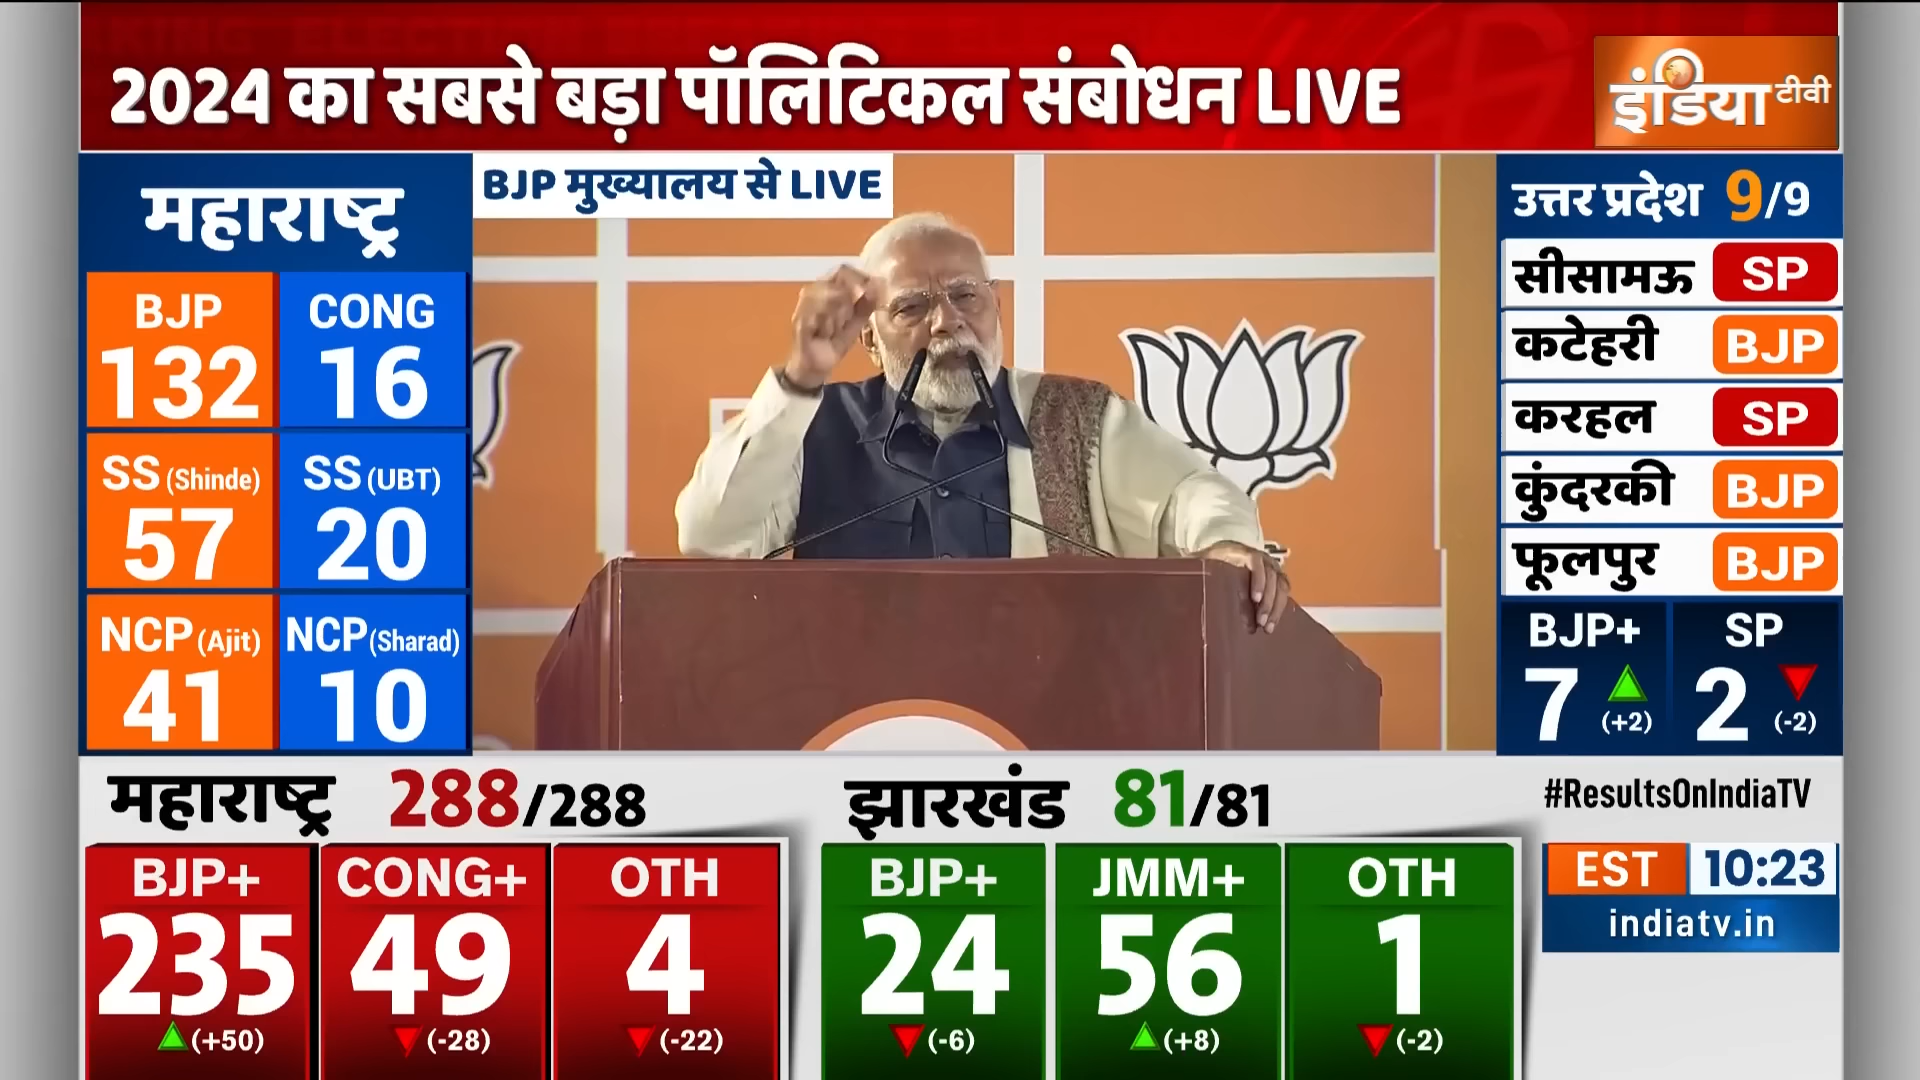 2024 का सबसे बड़ा पॉलिटिकल संबोधन LIVE
इंडिया टीवी
महाराष्ट्र
BJP
132
CONG
16
SS (Shinde)
57
SS (UBT)
20
NCP (Ajit)
41
NCP (Sharad)
10
BJP मुख्यालय से LIVE
उत्तर प्रदेश 9/9
सीसामऊ SP
कटेहरी BJP
करहल SP
कुंदरकी BJP
फूलपुर BJP
BJP+
7
(+2)
SP
2
(-2)
महाराष्ट्र 288/288
BJP+
235
(+50)
CONG+
49
(-28)
OTH
4
(-22)
झारखंड 81/81
BJP+
24
(-6)
JMM+
56
(+8)
OTH
1
(-2)
#ResultsOnIndiaTV
EST 10:23
indiatv.in